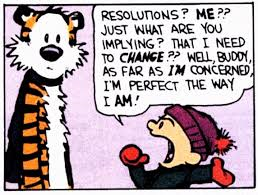 RESOLUTIONS? ME??
JUST WHAT ARE YOU
IMPLYING? THAT I NEED
TO CHANGE?? WELL, BUDDY,
AS FAR AS I'M CONCERNED,
I'M PERFECT THE WAY
I AM!